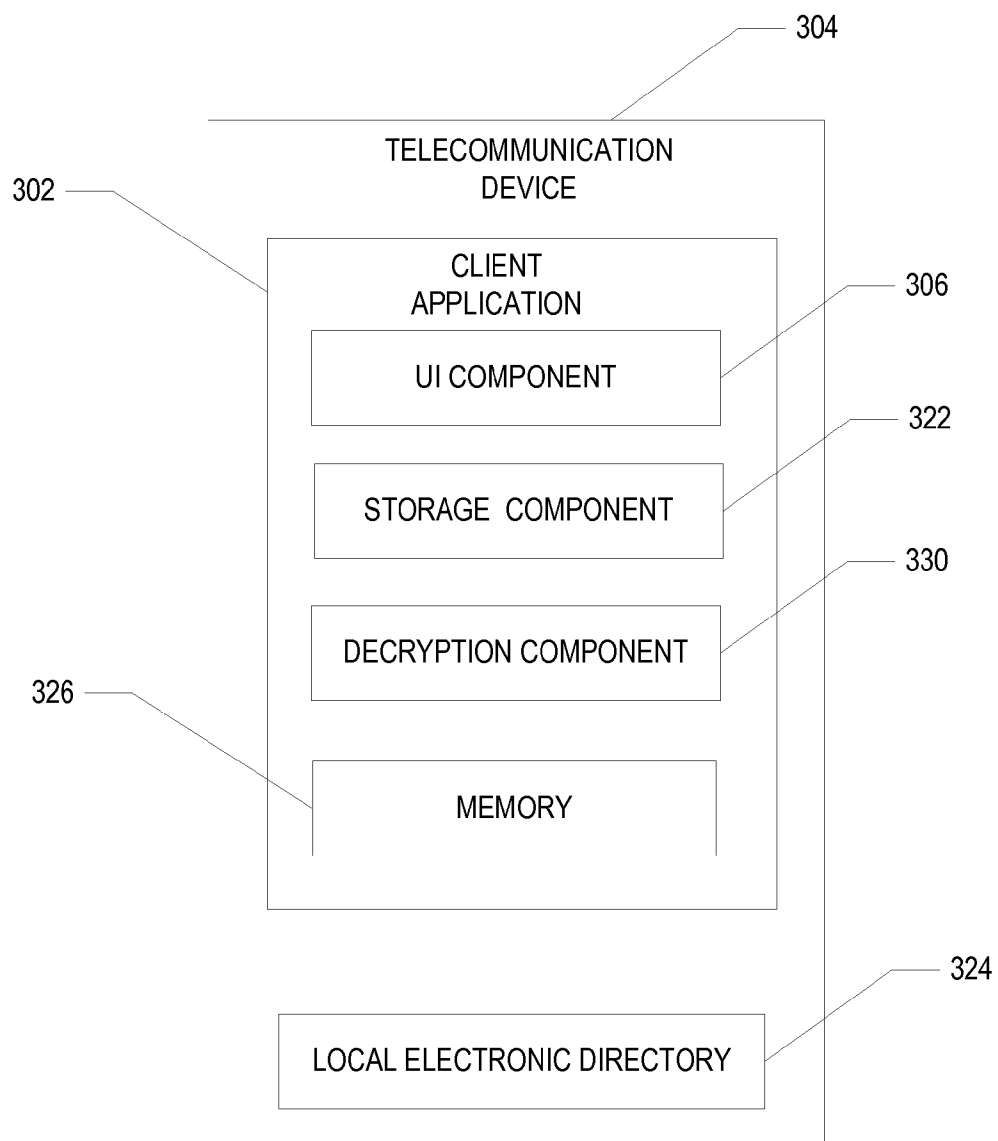 304
TELECOMMUNICATION
DEVICE
302
CLIENT
APPLICATION
306
UI COMPONENT
322
STORAGE COMPONENT
330
DECRYPTION COMPONENT
326
MEMORY
324
LOCAL ELECTRONIC DIRECTORY